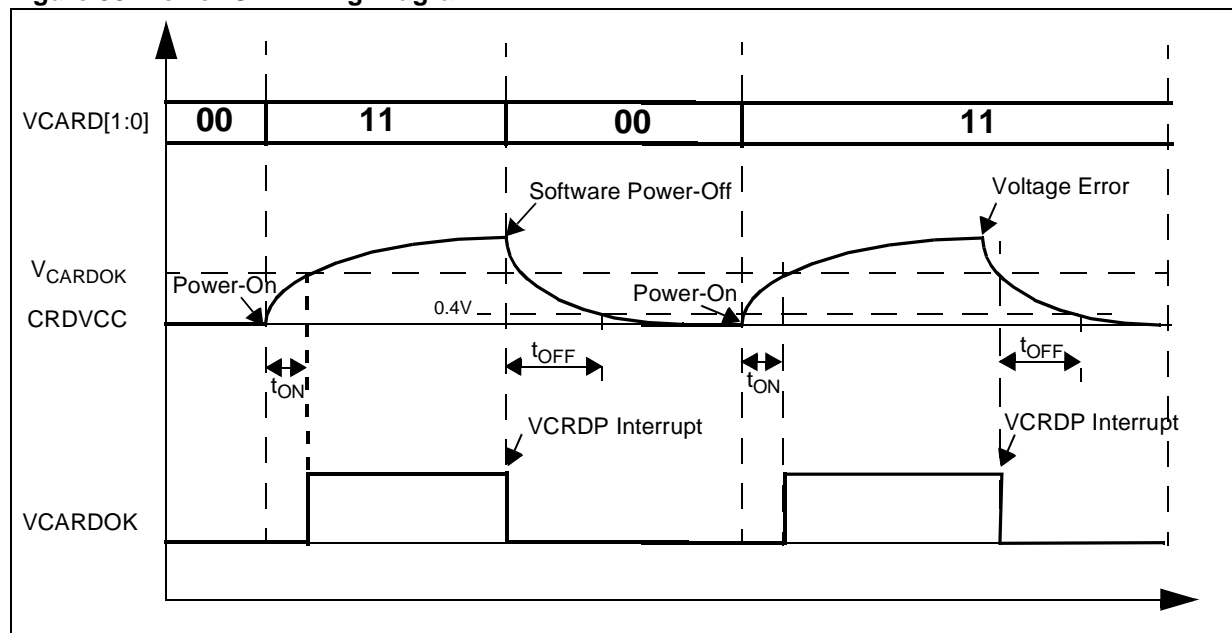 VCARD[1:0] 00 11 00 11
Software Power-Off
Voltage Error
VCARDOK
Power-On
Power-On
CRDVCC
0.4V
tON
tOFF
tON
tOFF
VCRDP Interrupt
VCRDP Interrupt
VCARDOK